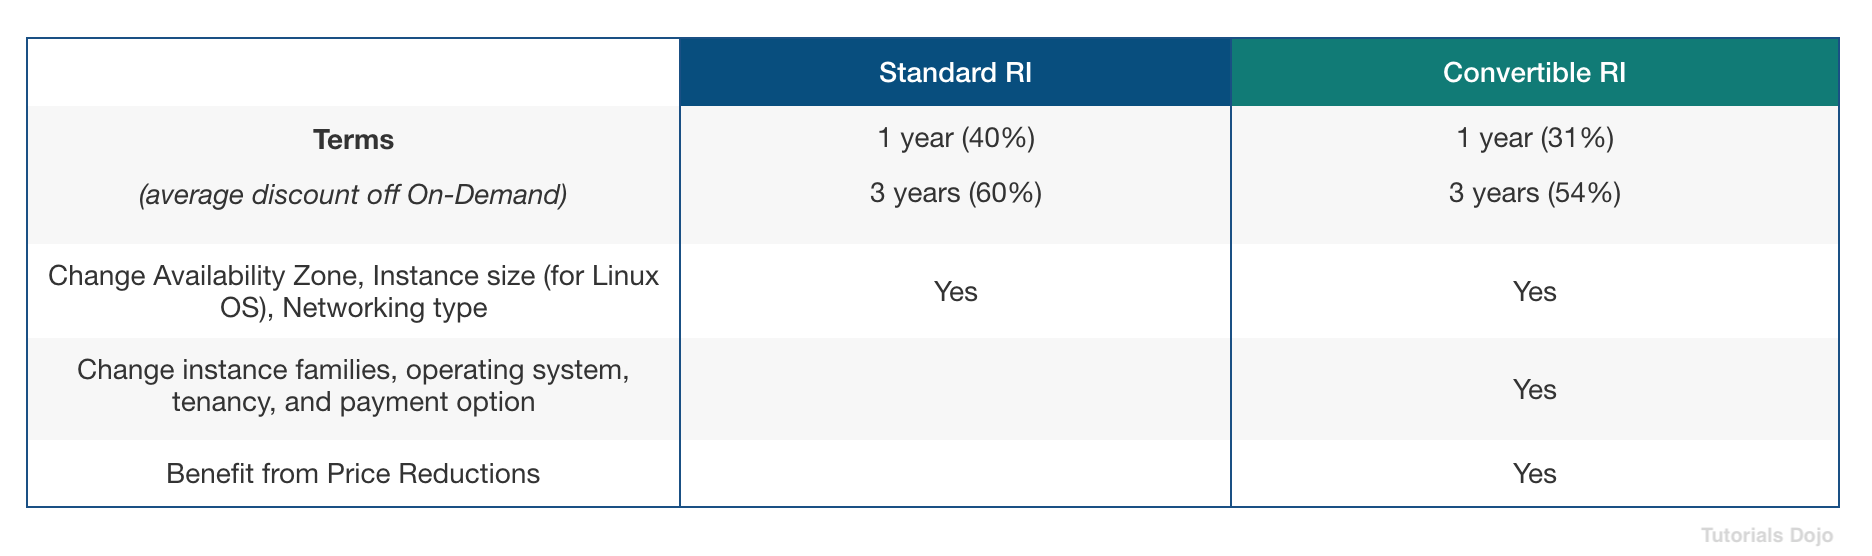 Standard RI
Convertible RI
Terms
(average discount off On-Demand)
1 year (40%)
3 years (60%)
1 year (31%)
3 years (54%)
Change Availability Zone, Instance size (for Linux
OS), Networking type
Yes
Yes
Change instance families, operating system,
tenancy, and payment option
Yes
Benefit from Price Reductions
Yes
Tutorials Dojo